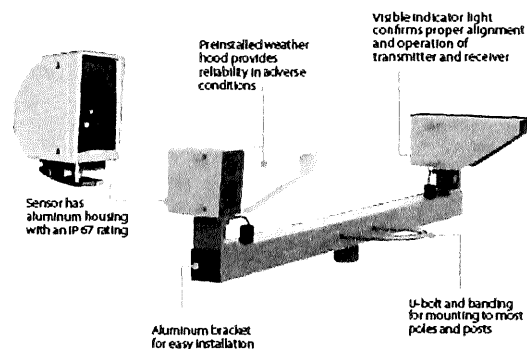 Visible indicator light
confirms proper alignment
and operation of
transmitter and receiver
Preinstalled weather
hood provides
reliability in adverse
conditions
Sensor has
aluminum housing
with an IP 67 rating
U-bolt and banding
for mounting to most
poles and posts
Aluminum bracket
for easy installation